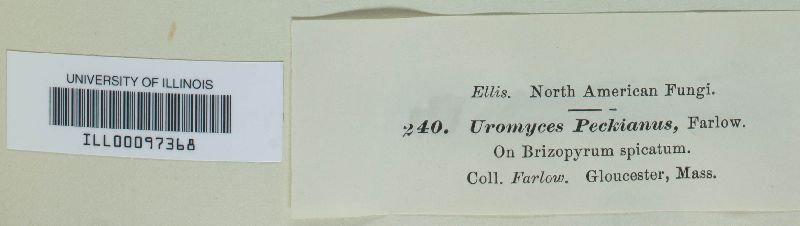 UNIVERSITY OF ILLINOIS
ILL00097368
Ellis. North American Fungi.
240. Uromyces Peckianus, Farlow.
On Brizopyrum spicatum.
Coll. Farlow. Gloucester, Mass.